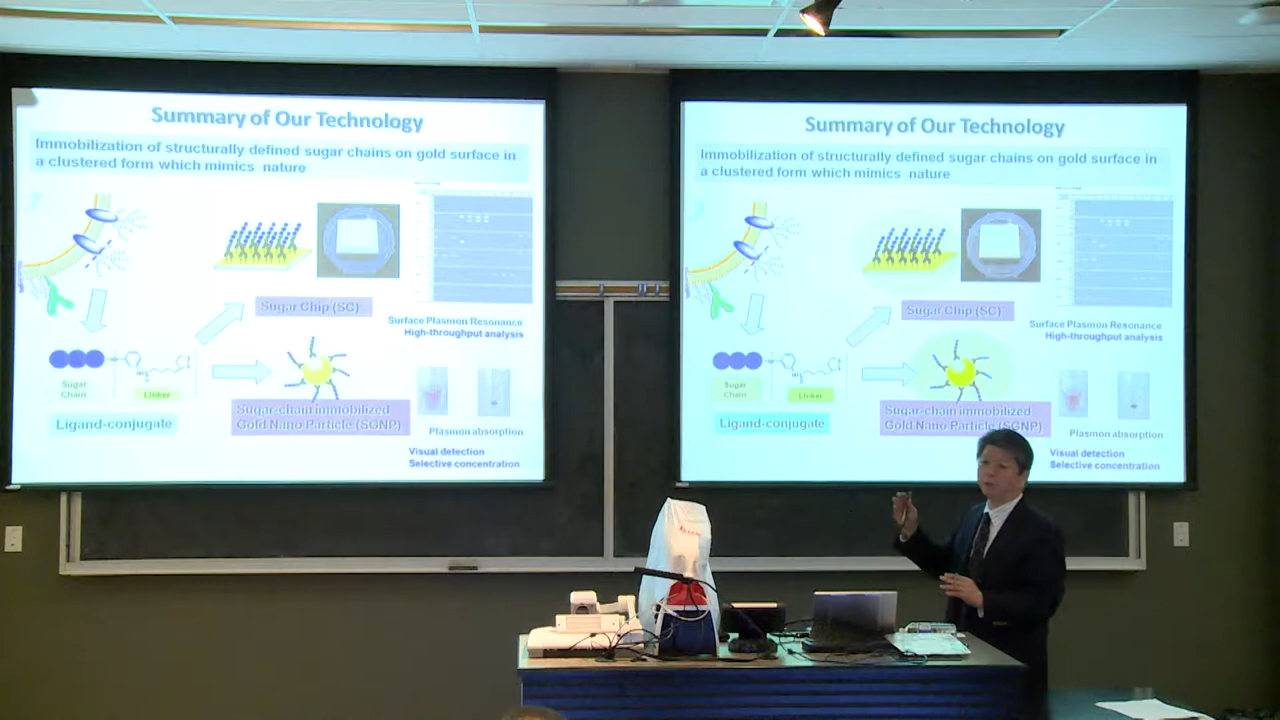 Summary of Our Technology
Immobilization of structurally defined sugar chains on gold surface in
a clustered form which mimics nature
Sugar Chip (SC)
Surface Plasmon Resonance
High-throughput analysis
Sugar
Chain
Linker
Ligand-conjugate
Sugar-chain immobilized
Gold Nano Particle (SGNP)
Plasmon absorption
Visual detection
Selective concentration
Summary of Our Technology
Immobilization of structurally defined sugar chains on gold surface in
a clustered form which mimics nature
Sugar Chip (SC)
Surface Plasmon Resonance
High-throughput analysis
Sugar
Chain
Linker
Ligand-conjugate
Sugar-chain immobilized
Gold Nano Particle (SGNP)
Plasmon absorption
Visual detection
Selective concentration